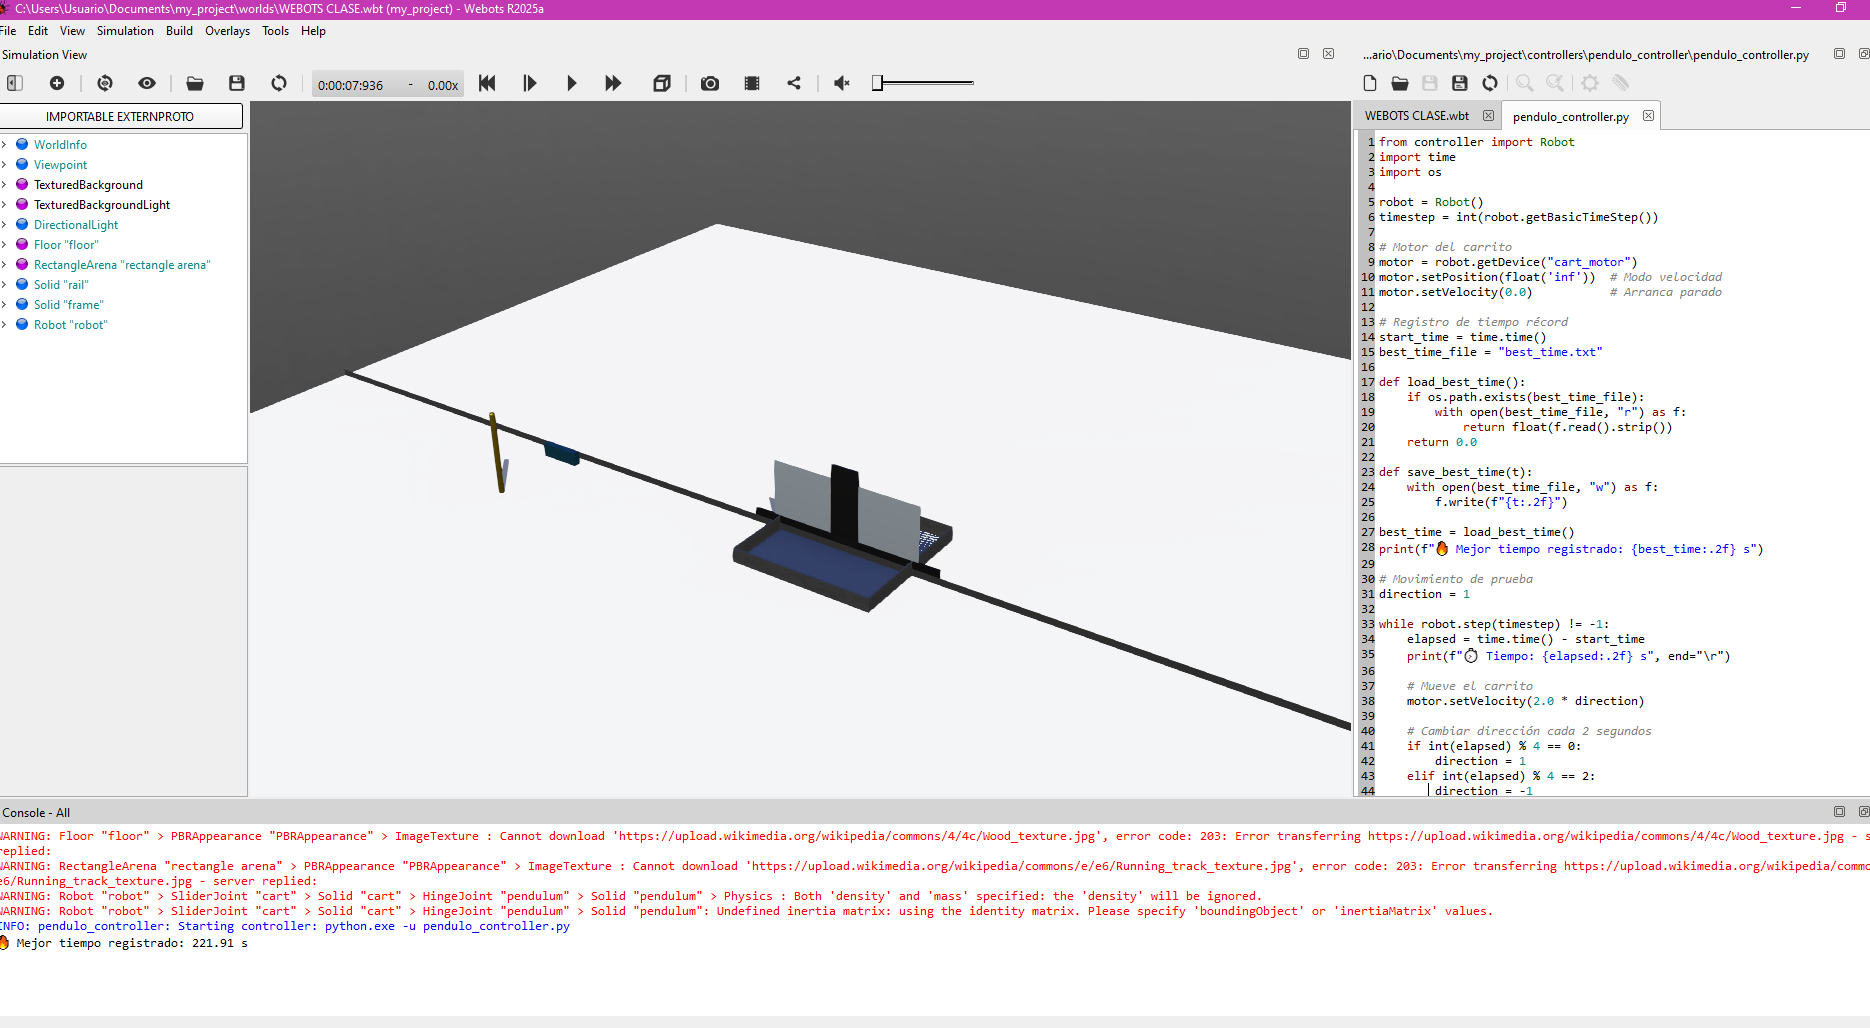 C:\Users\Usuario\Documents\my_project\worlds\WEBOTS CLASE.wbt (my_project) - Webots R2025a
File Edit View Simulation Build Overlays Tools Help
Simulation View
...ario\Documents\my_project\controllers\pendulo_controller\pendulo_controller.py
0:00:07:936 - 0.00x
IMPORTABLE EXTERNPROTO
WorldInfo
Viewpoint
TexturedBackground
TexturedBackgroundLight
DirectionalLight
Floor "floor"
RectangleArena "rectangle arena"
Solid "rail"
Solid "frame"
Robot "robot"
WEBOTS CLASE.wbt pendulo_controller.py
1 from controller import Robot
2 import time
3 import os
4
5 robot = Robot()
6 timestep = int(robot.getBasicTimeStep())
7
8 # Motor del carrito
9 motor = robot.getDevice("cart_motor")
10 motor.setPosition(float('inf')) # Modo velocidad
11 motor.setVelocity(0.0) # Arranca parado
12
13 # Registro de tiempo récord
14 start_time = time.time()
15 best_time_file = "best_time.txt"
16
17 def load_best_time():
18 if os.path.exists(best_time_file):
19 with open(best_time_file, "r") as f:
20 return float(f.read().strip())
21 return 0.0
22
23 def save_best_time(t):
24 with open(best_time_file, "w") as f:
25 f.write(f"{t:.2f}")
26
27 best_time = load_best_time()
28 print(f"🔥 Mejor tiempo registrado: {best_time:.2f} s")
29
30 # Movimiento de prueba
31 direction = 1
32
33 while robot.step(timestep) != -1:
34 elapsed = time.time() - start_time
35 print(f"⏱ Tiempo: {elapsed:.2f} s", end="\r")
36
37 # Mueve el carrito
38 motor.setVelocity(2.0 * direction)
39
40 # Cambiar dirección cada 2 segundos
41 if int(elapsed) % 4 == 0:
42 direction = 1
43 elif int(elapsed) % 4 == 2:
44 direction = -1
Console - All
WARNING: Floor "floor" > PBRAppearance "PBRAppearance" > ImageTexture : Cannot download 'https://upload.wikimedia.org/wikipedia/commons/4/4c/Wood_texture.jpg', error code: 203: Error transferring https://upload.wikimedia.org/wikipedia/commons/4/4c/Wood_texture.jpg - s
replied:
WARNING: RectangleArena "rectangle arena" > PBRAppearance "PBRAppearance" > ImageTexture : Cannot download 'https://upload.wikimedia.org/wikipedia/commons/e/e6/Running_track_texture.jpg', error code: 203: Error transferring https://upload.wikimedia.org/wikipedia/commo
e6/Running_track_texture.jpg - server replied:
WARNING: Robot "robot" > SliderJoint "cart" > Solid "cart" > HingeJoint "pendulum" > Solid "pendulum" > Physics : Both 'density' and 'mass' specified: the 'density' will be ignored.
WARNING: Robot "robot" > SliderJoint "cart" > Solid "cart" > HingeJoint "pendulum" > Solid "pendulum": Undefined inertia matrix: using the identity matrix. Please specify 'boundingObject' or 'inertiaMatrix' values.
INFO: pendulo_controller: Starting controller: python.exe -u pendulo_controller.py
🔥 Mejor tiempo registrado: 221.91 s